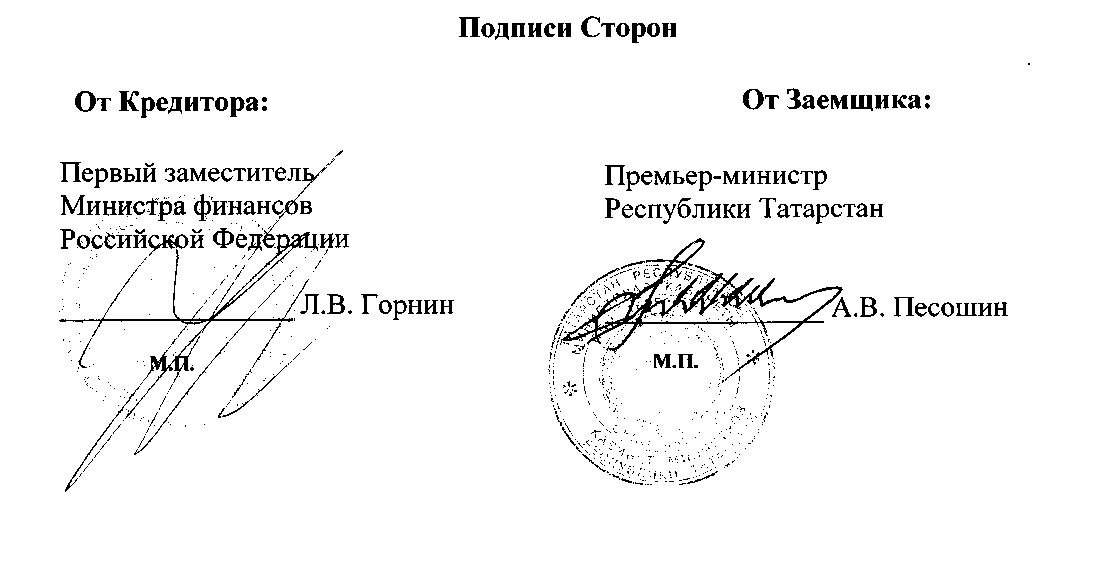 Подписи Сторон
От Кредитора:
Первый заместитель
Министра финансов
Российской Федерации
Л.В. Горнин
М.П.
От Заемщика:
Премьер-министр
Республики Татарстан
А.В. Песошин
М.П.